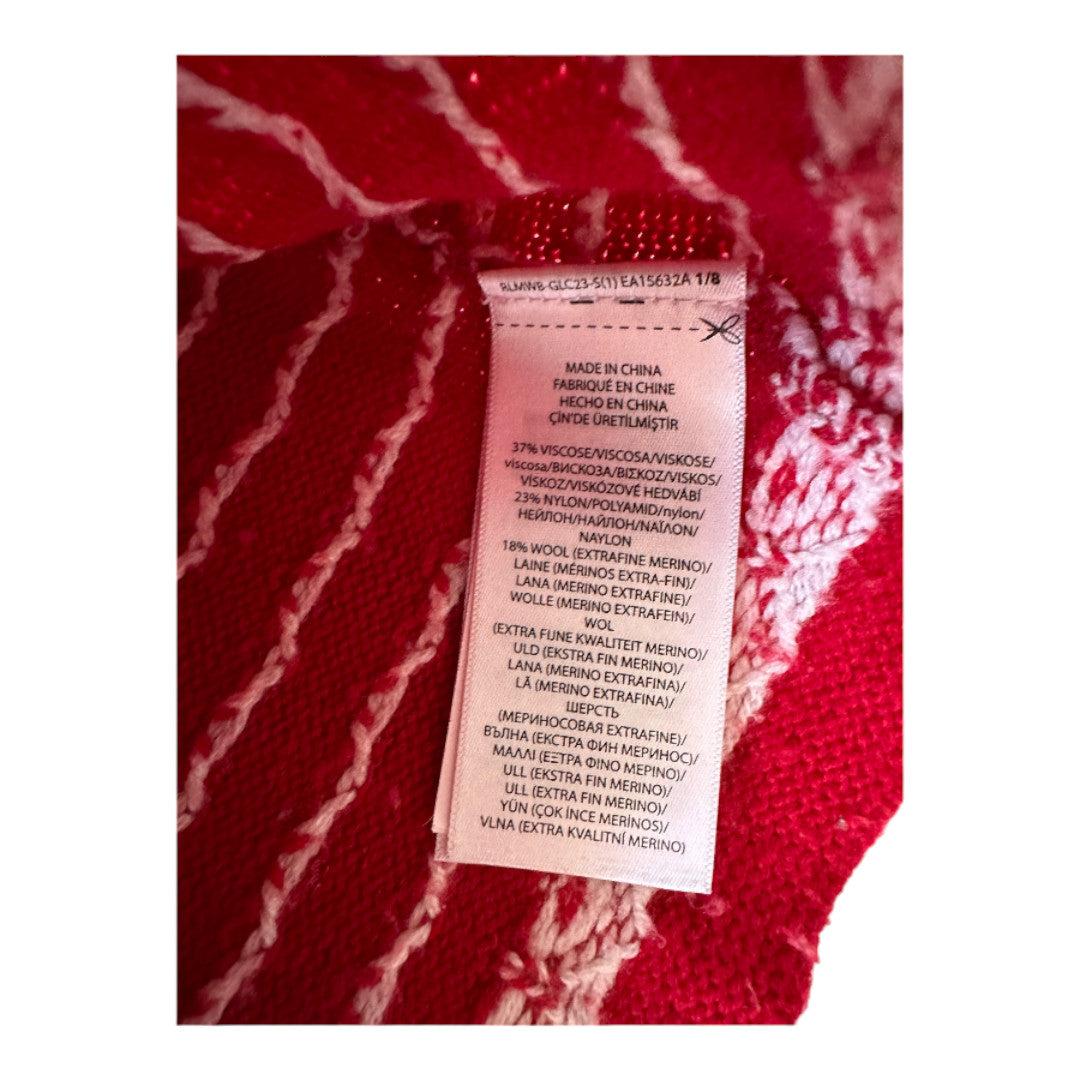 RLMWB-GLC23-S(1) EA15632A 1/8
MADE IN CHINA
FABRIQUÉ EN CHINE
HECHO EN CHINA
ÇİN'DE ÜRETİLMİŞTİR
37% VISCOSE/VISCOSA/VISKOSE/
viscosa/ВИСКОЗА/ΒΙΣΚΟΖ/VISKOS/
VİSKOZ/VISKÓZOVÉ HEDVÁBÍ
23% NYLON/POLYAMID/nylon/
НЕЙЛОН/НАЙЛОН/ΝΑΪΛΟΝ/
NAYLON
18% WOOL (EXTRAFINE MERINO)/
LAINE (MÉRINOS EXTRA-FIN)/
LANA (MERINO EXTRAFINE)/
WOLLE (MERINO EXTRAFEIN)/
WOL
(EXTRA FIJNE KWALITEIT MERINO)/
ULD (EKSTRA FIN MERINO)/
LANA (MERINO EXTRAFINA)/
LÃ (MERINO EXTRAFINA)/
ШЕРСТЬ
(МЕРИНОСОВАЯ EXTRAFINE)/
ВЪЛНА (ЕКСТРА ФИН МЕРИНОС)/
ΜΑΛΛΙ (ΕΞΤΡΑ ΦΙΝΟ ΜΕΡΙΝΟ)/
ULL (EKSTRA FIN MERINO)/
ULL (EXTRA FIN MERINO)/
YÜN (ÇOK İNCE MERİNOS)/
VLNA (EXTRA KVALITNÍ MERINO)